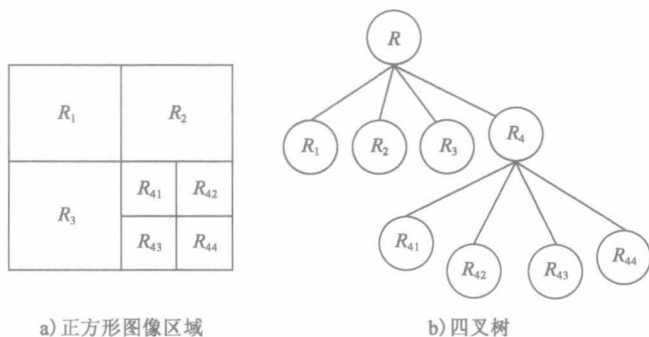 R₁ R₂
R₃ R₄₁ R₄₂
R₄₃ R₄₄
a)正方形图像区域
R
R₁ R₂ R₃ R₄
R₄₁ R₄₂ R₄₃ R₄₄
b)四叉树